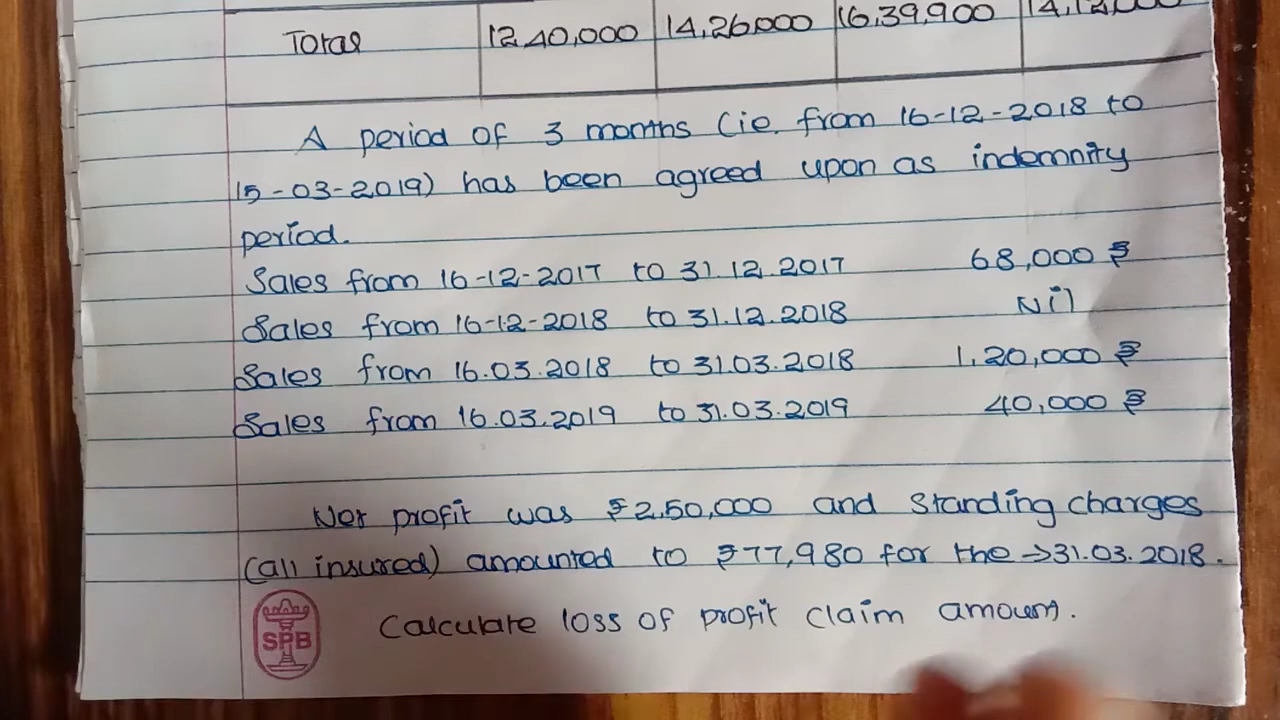 Total 12,40,000 14,26,000 16,39,900
A period of 3 months (ie. from 16-12-2018 to
15-03-2019) has been agreed upon as indemnity
period.
Sales from 16-12-2017 to 31.12.2017 68,000 ₹
Sales from 16-12-2018 to 31.12.2018 Nil
Sales from 16.03.2018 to 31.03.2018 1,20,000 ₹
Sales from 16.03.2019 to 31.03.2019 40,000 ₹
Net profit was ₹2,50,000 and Standing charges
(all insured) amounted to ₹77,980 for the →31.03.2018.
SPB
Calculate loss of profit claim amount.